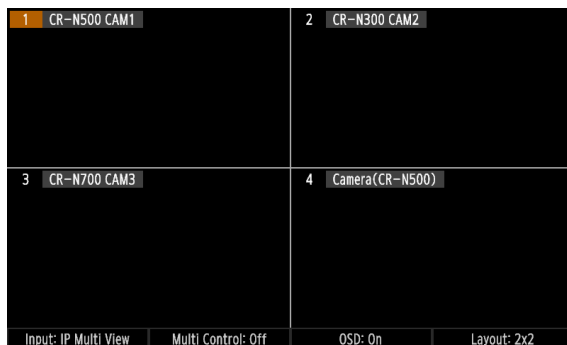 1 CR-N500 CAM1
2 CR-N300 CAM2
3 CR-N700 CAM3
4 Camera(CR-N500)
Input: IP Multi View
Multi Control: Off
OSD: On
Layout: 2x2